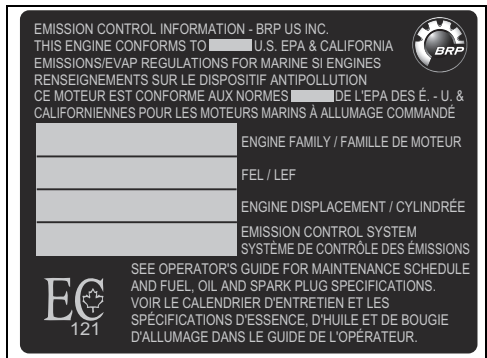 EMISSION CONTROL INFORMATION - BRP US INC.
THIS ENGINE CONFORMS TO U.S. EPA & CALIFORNIA
EMISSIONS/EVAP REGULATIONS FOR MARINE SI ENGINES
RENSEIGNEMENTS SUR LE DISPOSITIF ANTIPOLLUTION
CE MOTEUR EST CONFORME AUX NORMES DE L'EPA DES É. - U. &
CALIFORNIENNES POUR LES MOTEURS MARINS À ALLUMAGE COMMANDÉ
BRP
ENGINE FAMILY / FAMILLE DE MOTEUR
FEL / LEF
ENGINE DISPLACEMENT / CYLINDRÉE
EMISSION CONTROL SYSTEM
SYSTÈME DE CONTRÔLE DES ÉMISSIONS
EC
121
SEE OPERATOR'S GUIDE FOR MAINTENANCE SCHEDULE
AND FUEL, OIL AND SPARK PLUG SPECIFICATIONS.
VOIR LE CALENDRIER D'ENTRETIEN ET LES
SPÉCIFICATIONS D'ESSENCE, D'HUILE ET DE BOUGIE
D'ALLUMAGE DANS LE GUIDE DE L'OPÉRATEUR.